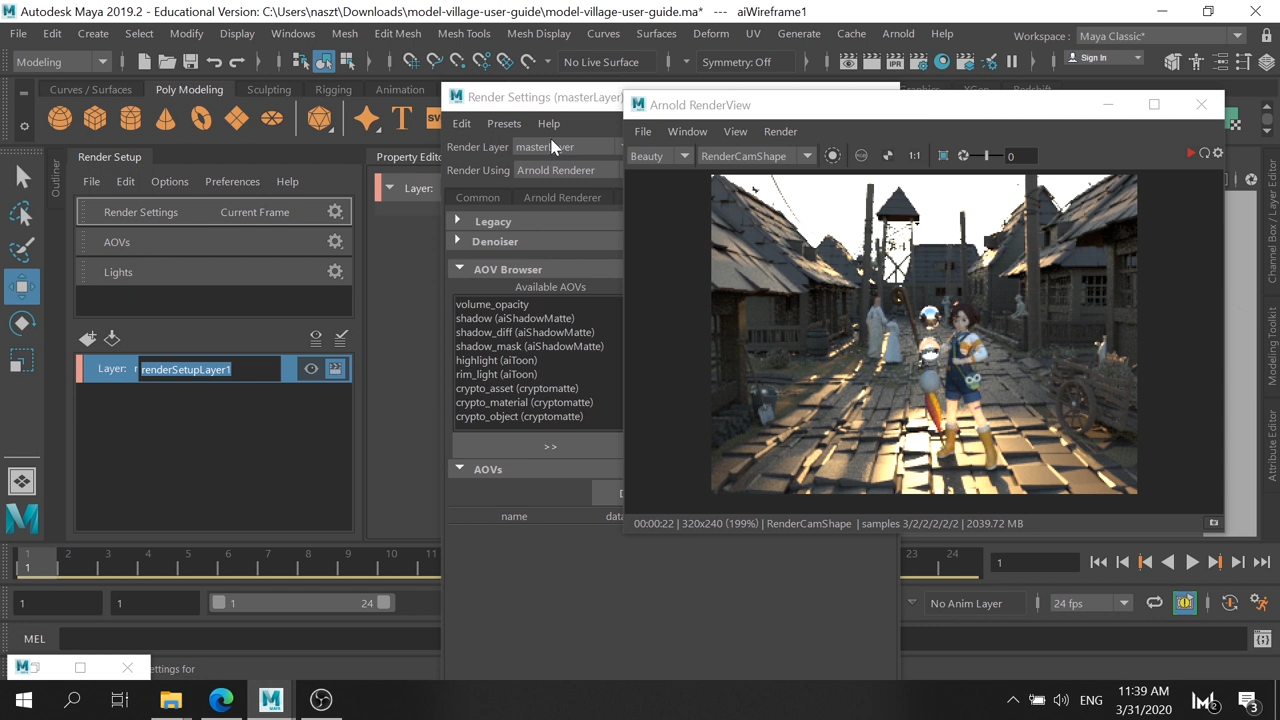 Autodesk Maya 2019.2 - Educational Version: C:\Users\naszt\Downloads\model-village-user-guide\model-village-user-guide.ma*   ---   aiWireframe1
File Edit Create Select Modify Display Windows Mesh Edit Mesh Mesh Tools Mesh Display Curves Surfaces Deform UV Generate Cache Arnold Help
Workspace : Maya Classic*
Modeling
No Live Surface
Symmetry: Off
Sign In
Curves / Surfaces Poly Modeling Sculpting Rigging Animation
Render Settings (masterLayer)
Edit Presets Help
Render Layer
Render Using Arnold Renderer
Common Arnold Renderer
Legacy
Denoiser
AOV Browser
Available AOVs
volume_opacity
shadow (aiShadowMatte)
shadow_diff (aiShadowMatte)
shadow_mask (aiShadowMatte)
highlight (aiToon)
rim_light (aiToon)
crypto_asset (cryptomatte)
crypto_material (cryptomatte)
crypto_object (cryptomatte)
>>
AOVs
name
Arnold RenderView
File Window View Render
Beauty RenderCamShape 1:1 0
00:00:22 | 320x240 (199%) | RenderCamShape | samples 3/2/2/2/2/2 | 2039.72 MB
Outliner
Render Setup
File Edit Options Preferences Help
Render Settings Current Frame
AOVs
Lights
Layer: r renderSetupLayer1
Property Edito
Layer:
Channel Box / Layer Editor
Modeling Toolkit
Attribute Editor
1 2 3 4 5 6 7 8 9 10 11 23 24
1
1
1 1 1 24
No Anim Layer
24 fps
MEL
ettings for
ENG
11:39 AM
3/31/2020
2
3